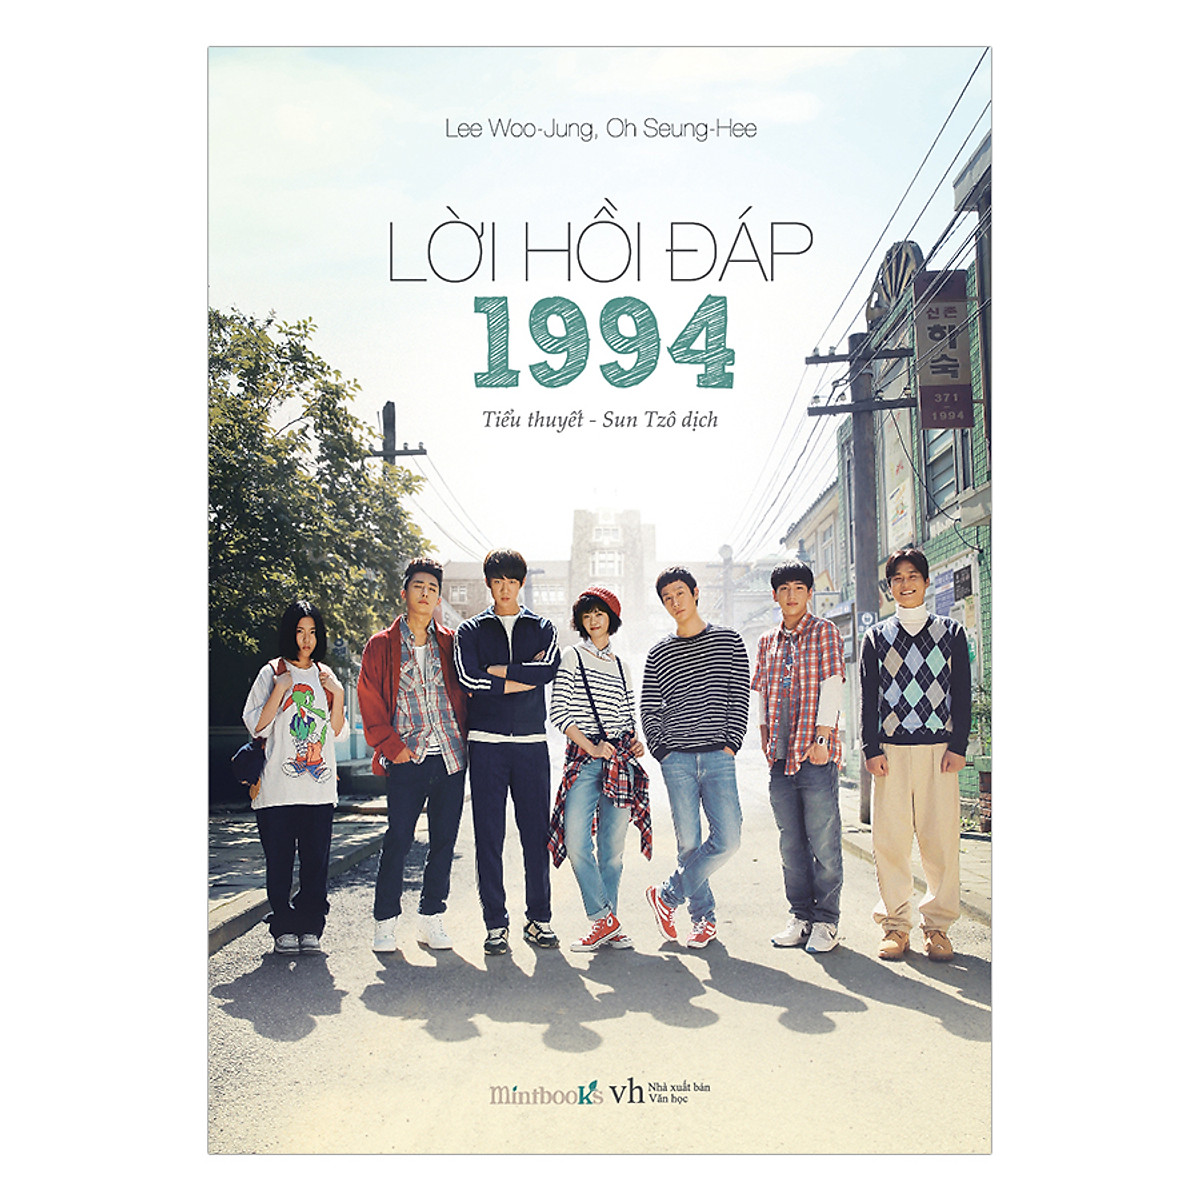 Lee Woo-Jung, Oh Seung-Hee
LỜI HỒI ĐÁP
1994
Tiểu thuyết - Sun Tzô dịch
신촌
하
숙
371
1994
mintbooks vh Nhà xuất bản
Văn học